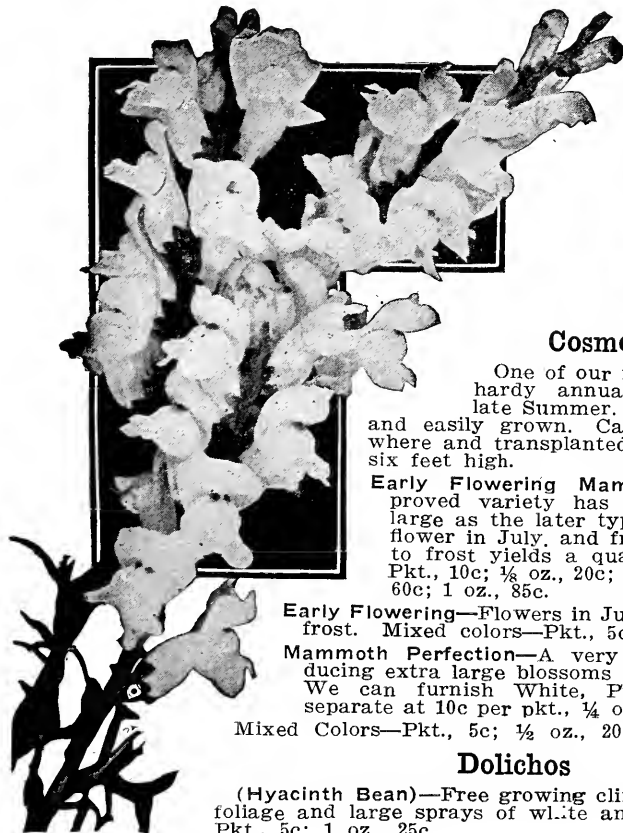 Cosmo
One of our
hardy annua
late Summer.
and easily grown. Ca
where and transplanted
six feet high.
Early Flowering Mam
proved variety has
large as the later typ
flower in July. and fr
to frost yields a qua
Pkt., 10c; ⅛ oz., 20c;
60c; 1 oz., 85c.
Early Flowering—Flowers in Ju
frost. Mixed colors—Pkt., 5c
Mammoth Perfection—A very
ducing extra large blossoms
We can furnish White, P
separate at 10c per pkt., ¼ o
Mixed Colors—Pkt., 5c; ½ oz., 20
Dolichos
(Hyacinth Bean)—Free growing cli
foliage and large sprays of white an
Pkt., 5c; 1 oz., 25c.